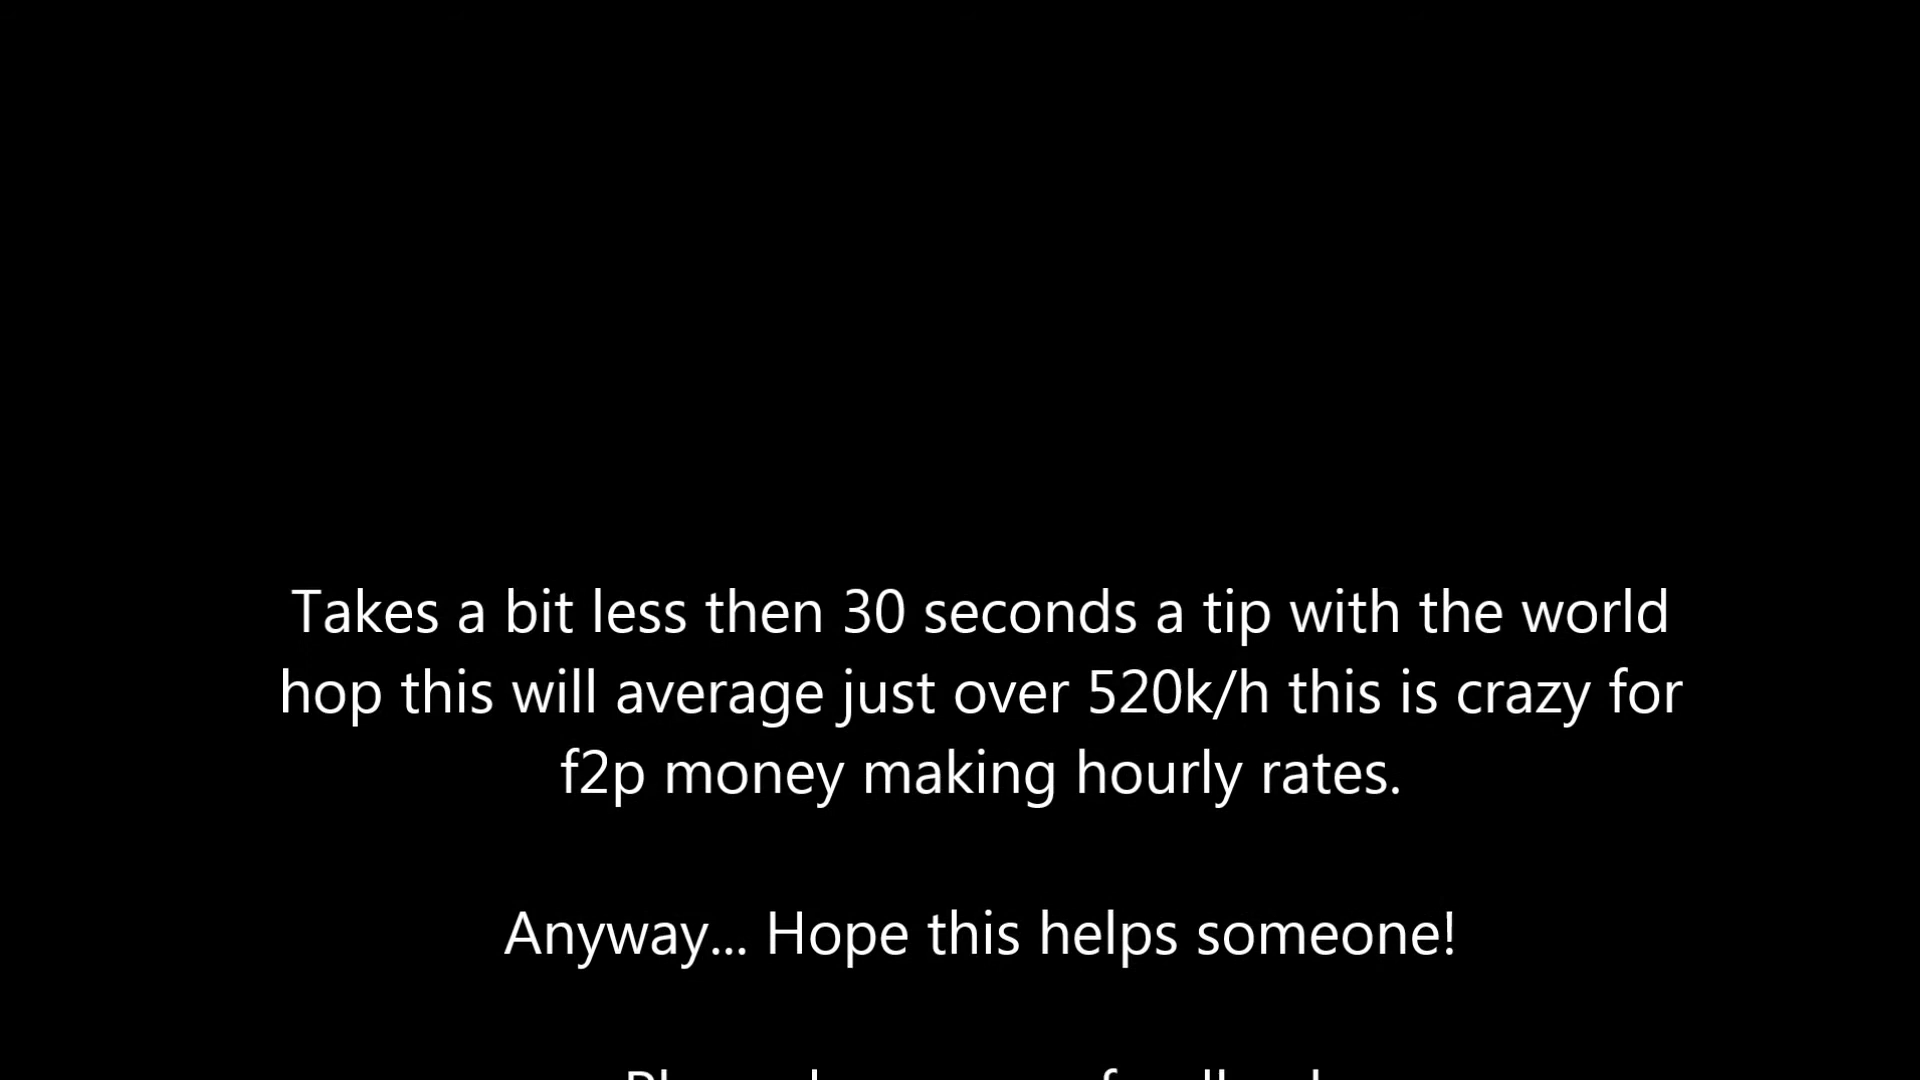 Takes a bit less then 30 seconds a tip with the world
hop this will average just over 520k/h this is crazy for
f2p money making hourly rates.
Anyway... Hope this helps someone!